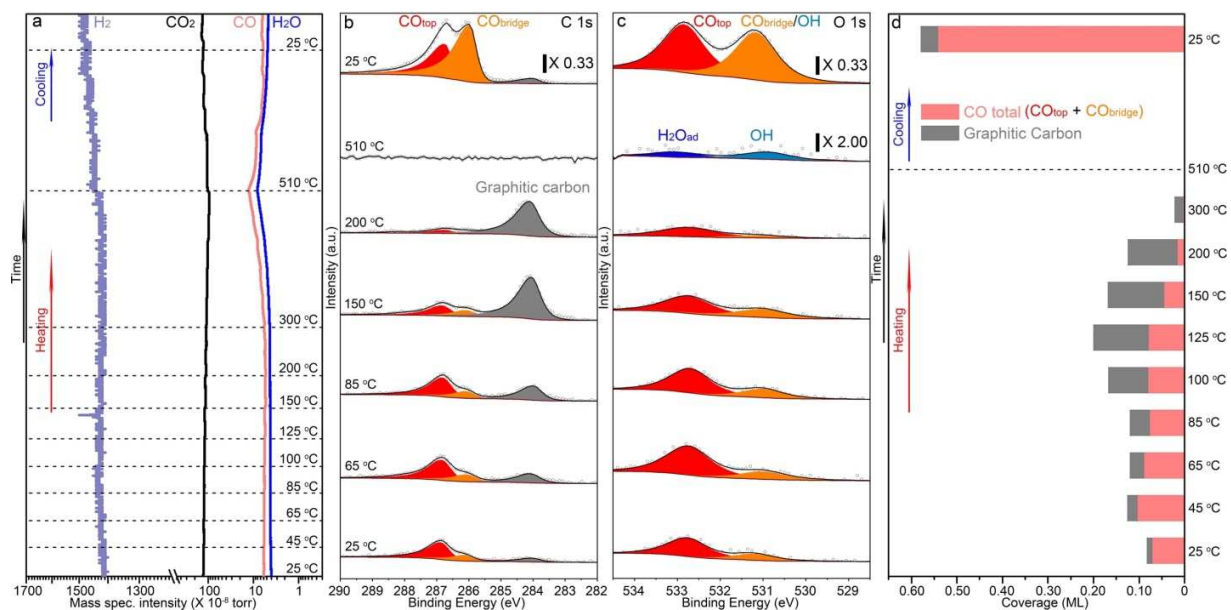 a
H₂
CO₂
CO
H₂O
25 °C
Cooling
510 °C
Time
Heating
300 °C
200 °C
150 °C
125 °C
100 °C
85 °C
65 °C
45 °C
25 °C
1700 1500 1300 100 10 1
Mass spec. intensity (X 10⁻⁸ torr)
b
COtop CObridge C 1s
25 °C
X 0.33
510 °C
Graphitic carbon
200 °C
150 °C
85 °C
65 °C
25 °C
Intensity (a.u.)
290 289 288 287 286 285 284 283 282
Binding Energy (eV)
c
COtop CObridge/OH O 1s
X 0.33
H₂Oad OH
X 2.00
Intensity (a.u.)
534 533 532 531 530 529
Binding Energy (eV)
d
25 °C
Cooling
CO total (COtop + CObridge)
Graphitic Carbon
510 °C
300 °C
200 °C
150 °C
125 °C
100 °C
85 °C
65 °C
45 °C
25 °C
Time
Heating
0.60 0.50 0.40 0.30 0.20 0.10 0
Coverage (ML)